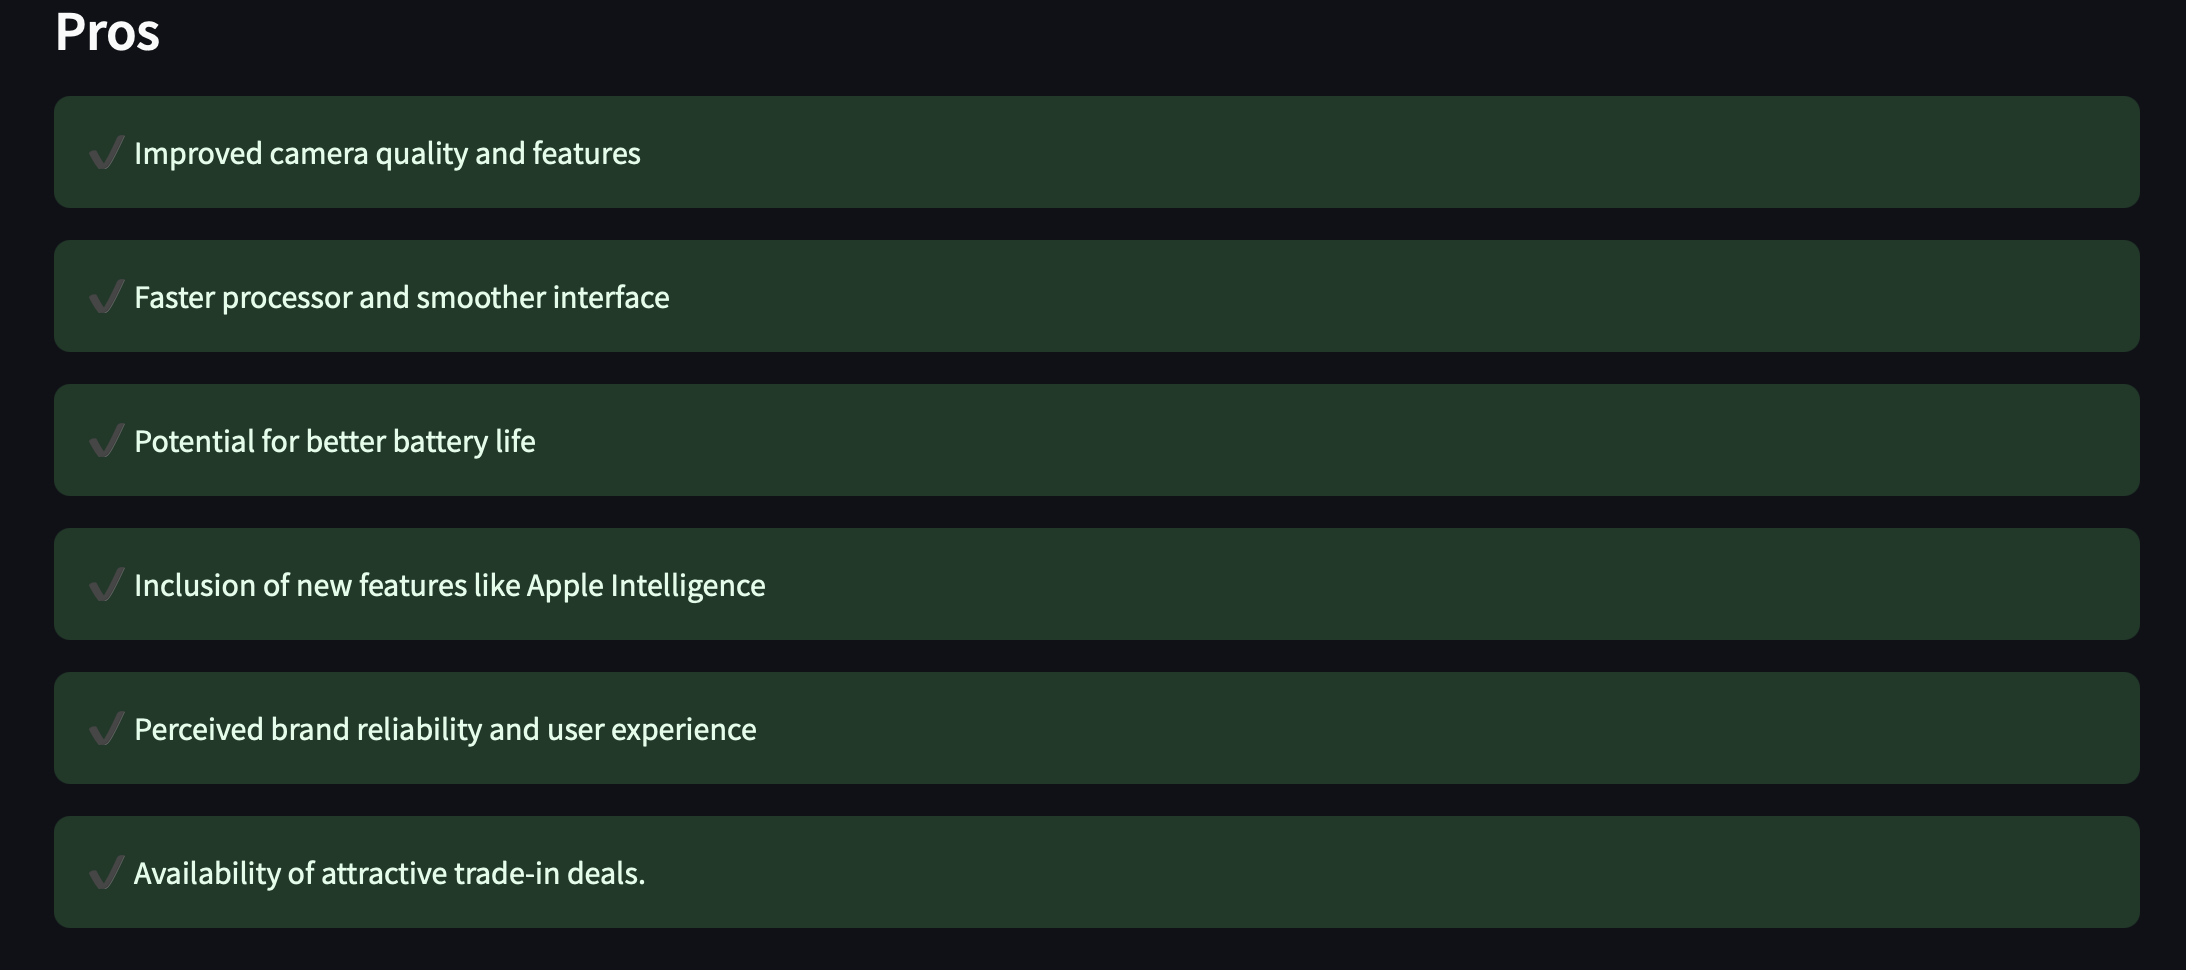 Pros
✔ Improved camera quality and features
✔ Faster processor and smoother interface
✔ Potential for better battery life
✔ Inclusion of new features like Apple Intelligence
✔ Perceived brand reliability and user experience
✔ Availability of attractive trade-in deals.